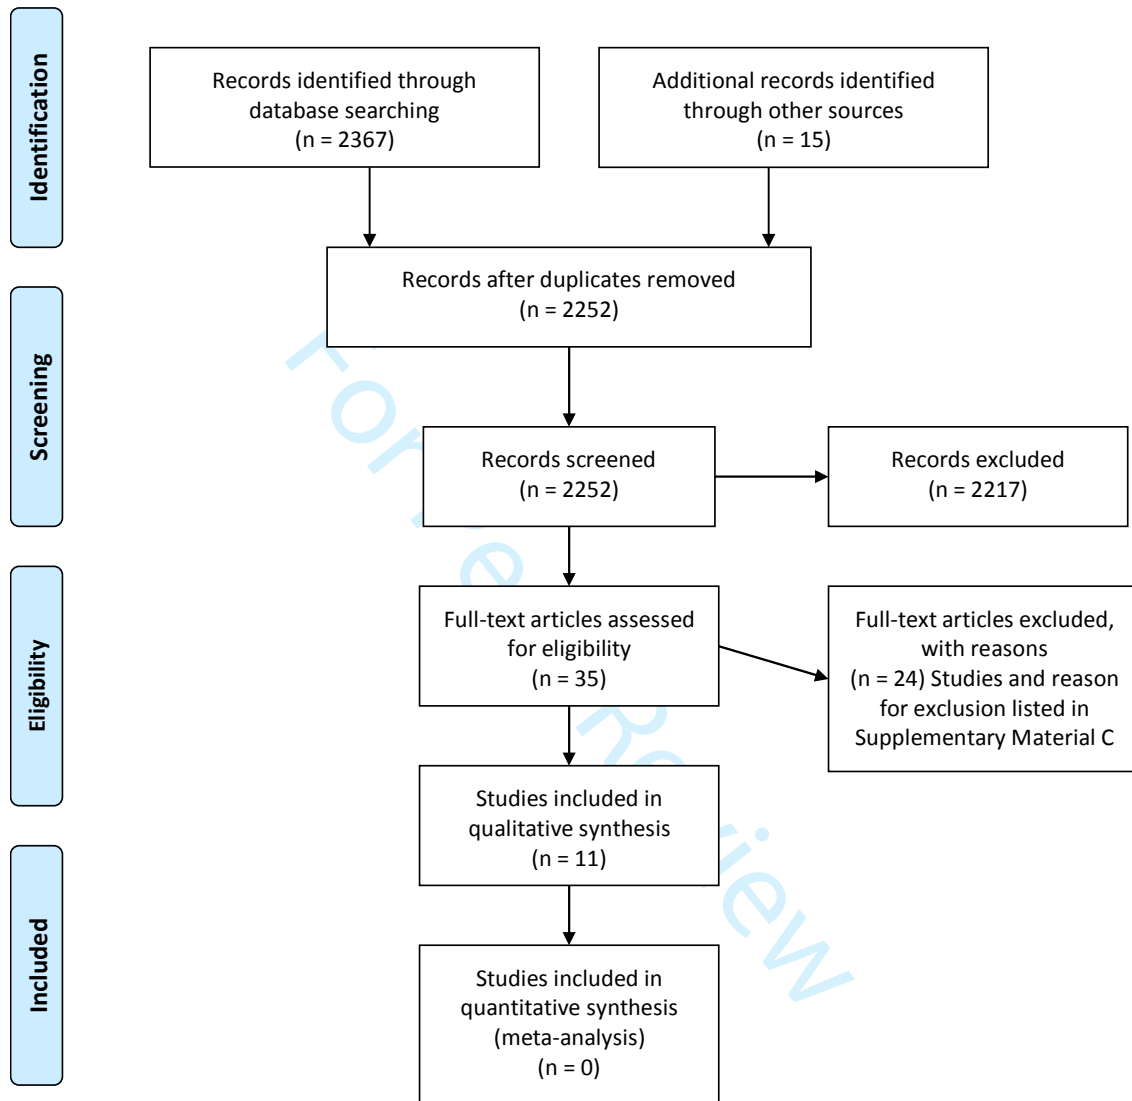 Identification
Records identified through
database searching
(n = 2367)
Additional records identified
through other sources
(n = 15)
Records after duplicates removed
(n = 2252)
Screening
Records screened
(n = 2252)
Records excluded
(n = 2217)
Eligibility
Full-text articles assessed
for eligibility
(n = 35)
Full-text articles excluded,
with reasons
(n = 24) Studies and reason
for exclusion listed in
Supplementary Material C
Studies included in
qualitative synthesis
(n = 11)
Included
Studies included in
quantitative synthesis
(meta-analysis)
(n = 0)
For Peer Review